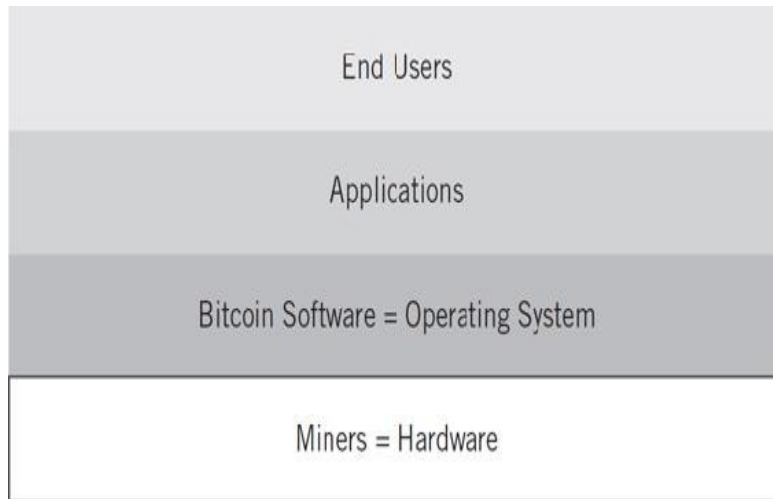 End Users
Applications
Bitcoin Software = Operating System
Miners = Hardware